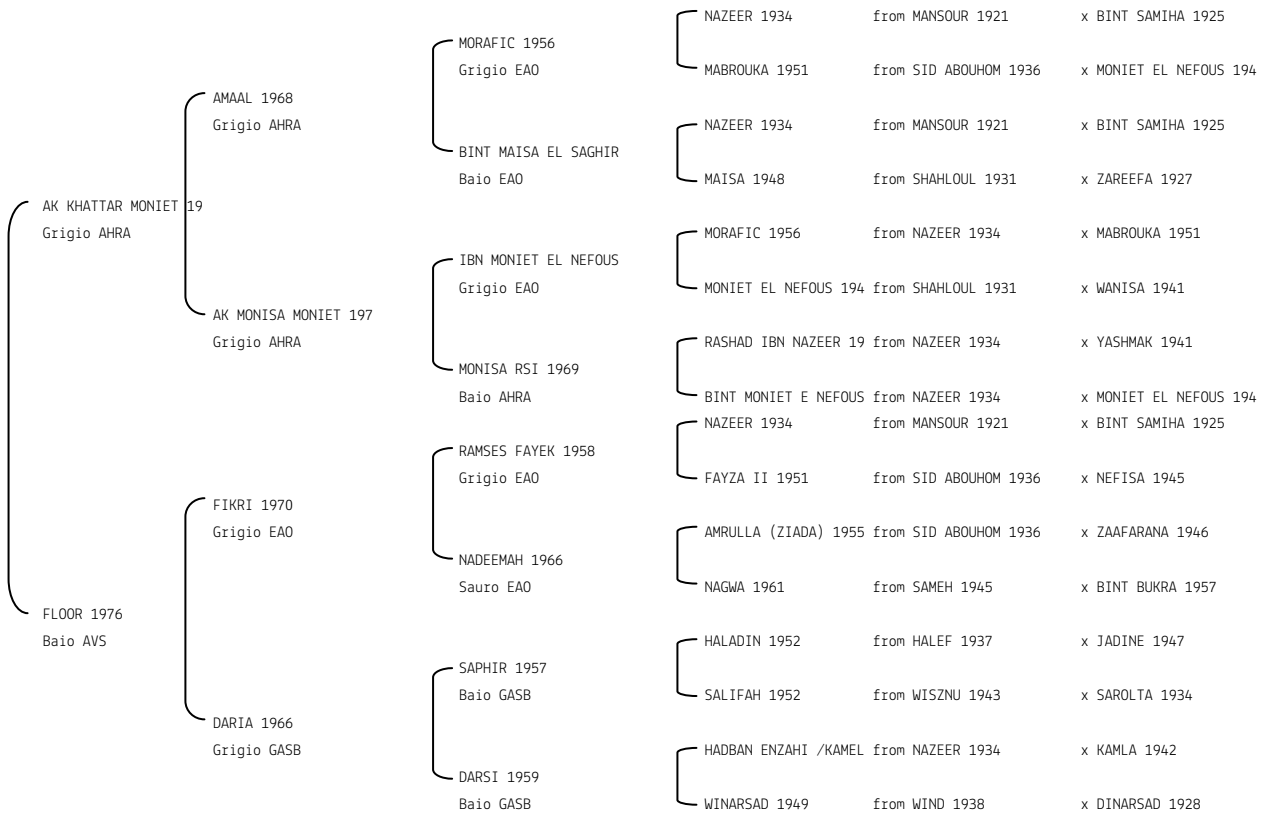 NAZEER 1934 from MANSOUR 1921 x BINT SAMIHA 1925
MORAFIC 1956
Grigio EAO
MABROUKA 1951 from SID ABOUHOM 1936 x MONIET EL NEFOUS 194
AMAAL 1968
Grigio AHRA
NAZEER 1934 from MANSOUR 1921 x BINT SAMIHA 1925
BINT MAISA EL SAGHIR
Baio EAO
MAISA 1948 from SHAHLOUL 1931 x ZAREEFA 1927
AK KHATTAR MONIET 19
Grigio AHRA
MORAFIC 1956 from NAZEER 1934 x MABROUKA 1951
IBN MONIET EL NEFOUS
Grigio EAO
MONIET EL NEFOUS 194 from SHAHLOUL 1931 x WANISA 1941
AK MONISA MONIET 197
Grigio AHRA
RASHAD IBN NAZEER 19 from NAZEER 1934 x YASHMAK 1941
MONISA RSI 1969
Baio AHRA
BINT MONIET E NEFOUS from NAZEER 1934 x MONIET EL NEFOUS 194
NAZEER 1934 from MANSOUR 1921 x BINT SAMIHA 1925
RAMSES FAYEK 1958
Grigio EAO
FAYZA II 1951 from SID ABOUHOM 1936 x NEFISA 1945
FIKRI 1970
Grigio EAO
AMRULLA (ZIADA) 1955 from SID ABOUHOM 1936 x ZAAFARANA 1946
NADEEMAH 1966
Sauro EAO
NAGWA 1961 from SAMEH 1945 x BINT BUKRA 1957
FLOOR 1976
Baio AVS
HALADIN 1952 from HALEF 1937 x JADINE 1947
SAPHIR 1957
Baio GASB
SALIFAH 1952 from WISZNU 1943 x SAROLTA 1934
DARIA 1966
Grigio GASB
HADBAN ENZAHI /KAMEL from NAZEER 1934 x KAMLA 1942
DARSI 1959
Baio GASB
WINARSAD 1949 from WIND 1938 x DINARSAD 1928